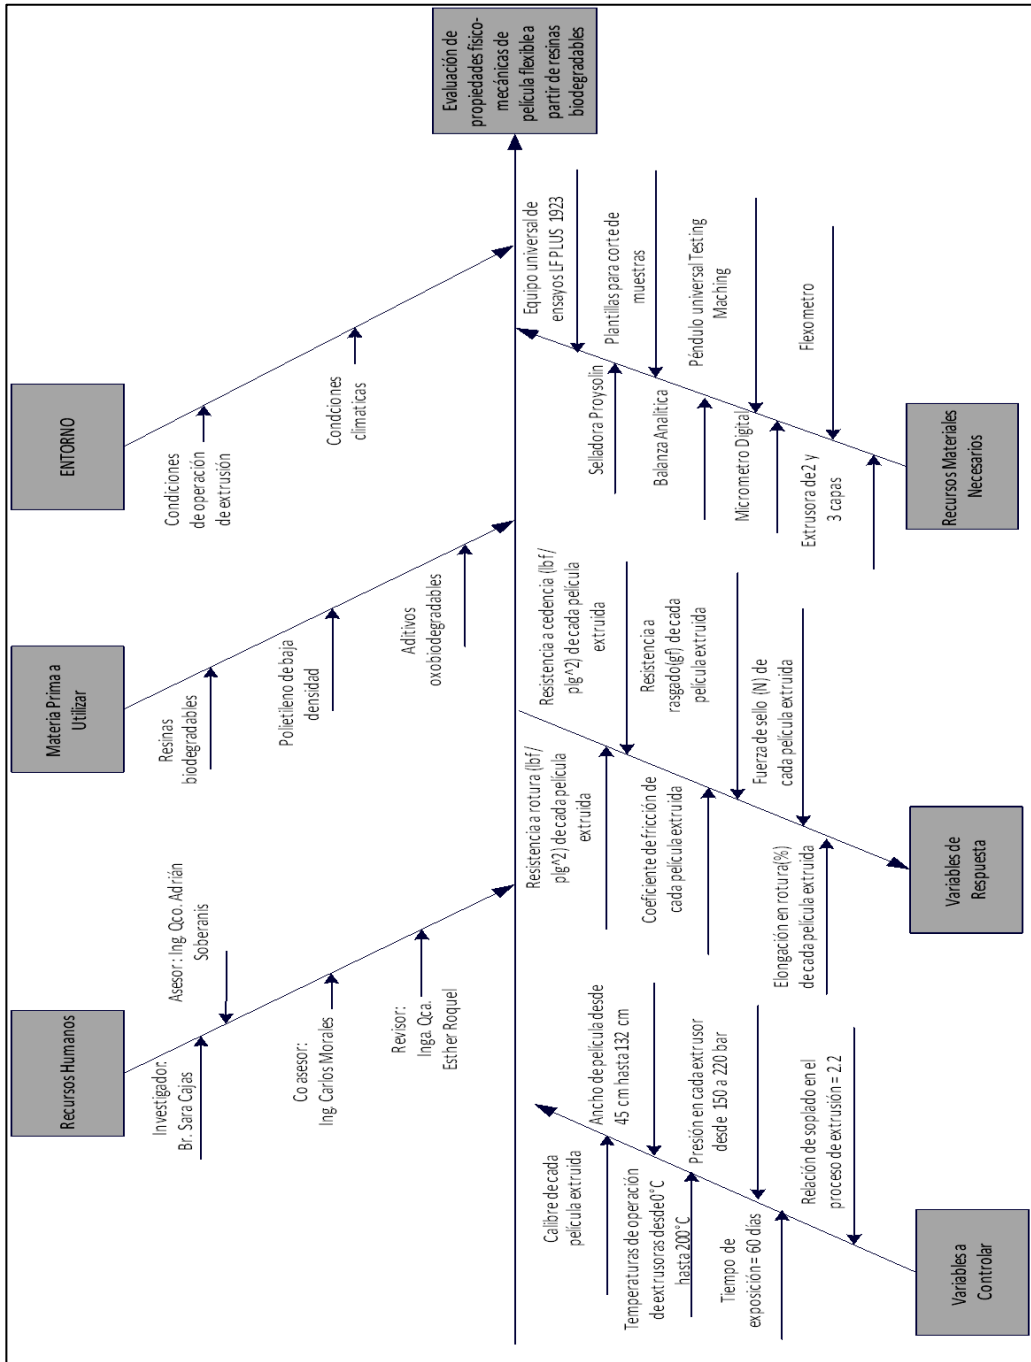 Recursos Humanos
Investigador:
Br. Sara Cajas
Asesor : Ing. Qco. Adrián
Soberanis
Co asesor:
Ing Carlos Morales
Revisor:
Inga. Qca.
Esther Roquel
Materia Prima a
Utilizar
Resinas
biodegradables
Polietileno de baja
densidad
Aditivos
oxobiodegradables
ENTORNO
Condiciones
de operación
de extrusión
Condciones
climaticas
Evaluación de
propiedades físico-
mecánicas de
película flexible a
partir de resinas
biodegradables
Calibre de cada
película extruida
Ancho de película desde
45 cm hasta 132 cm
Temperaturas de operación
de extrusoras desde 0°C
hasta 200°C
Presión en cada extrusor
desde 150 a 220 bar
Tiempo de
exposición = 60 días
Relación de soplado en el
proceso de extrusión = 2.2
Variables a
Controlar
Resistencia a rotura (lbf/
plg^2) de cada película
extruida
Resistencia a cedencia (lbf/
plg^2) de cada película
extruida
Coeficiente de fricción de
cada película extruida
Resistencia a
rasgado(gf) de cada
película extruida
Elongación en rotura(%)
de cada película extruida
Fuerza de sello (N) de
cada película extruida
Variables de
Respuesta
Equipo universal de
ensayos LF PLUS 1923
Selladora Proysolin
Plantillas para corte de
muestras
Balanza Analítica
Péndulo universal Testing
Maching
Micrometro Digital
Flexometro
Extrusora de 2 y
3 capas
Recursos Materiales
Necesarios